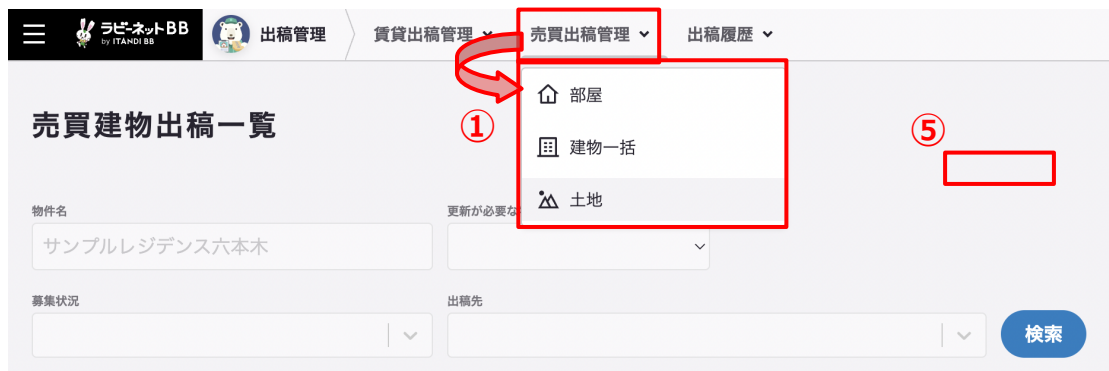 ラビーネットBB
by ITANDI BB
出稿管理
賃貸出稿管理
売買出稿管理
出稿履歴
部屋
建物一括
土地
①
⑤
売買建物出稿一覧
物件名
更新が必要な
サンプルレジデンス六本木
募集状況
出稿先
検索